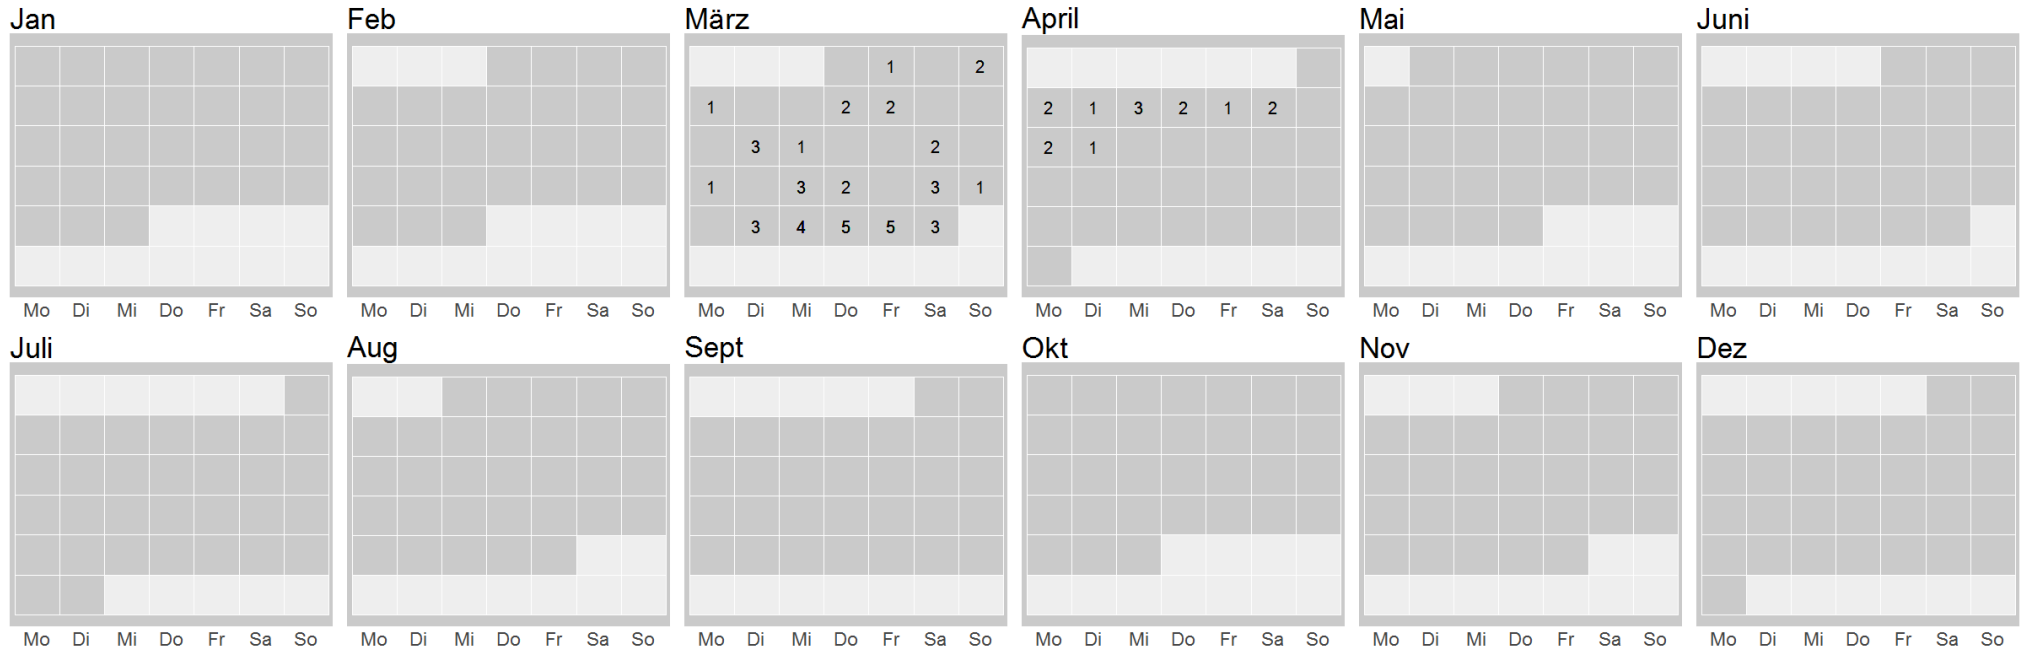 Jan Feb März April Mai Juni
1 2
1 2 2 2 1 3 2 1 2
3 1 2 2 1
1 3 2 3 1
3 4 5 5 3
Mo Di Mi Do Fr Sa So Mo Di Mi Do Fr Sa So Mo Di Mi Do Fr Sa So Mo Di Mi Do Fr Sa So Mo Di Mi Do Fr Sa So Mo Di Mi Do Fr Sa So
Juli Aug Sept Okt Nov Dez
Mo Di Mi Do Fr Sa So Mo Di Mi Do Fr Sa So Mo Di Mi Do Fr Sa So Mo Di Mi Do Fr Sa So Mo Di Mi Do Fr Sa So Mo Di Mi Do Fr Sa So